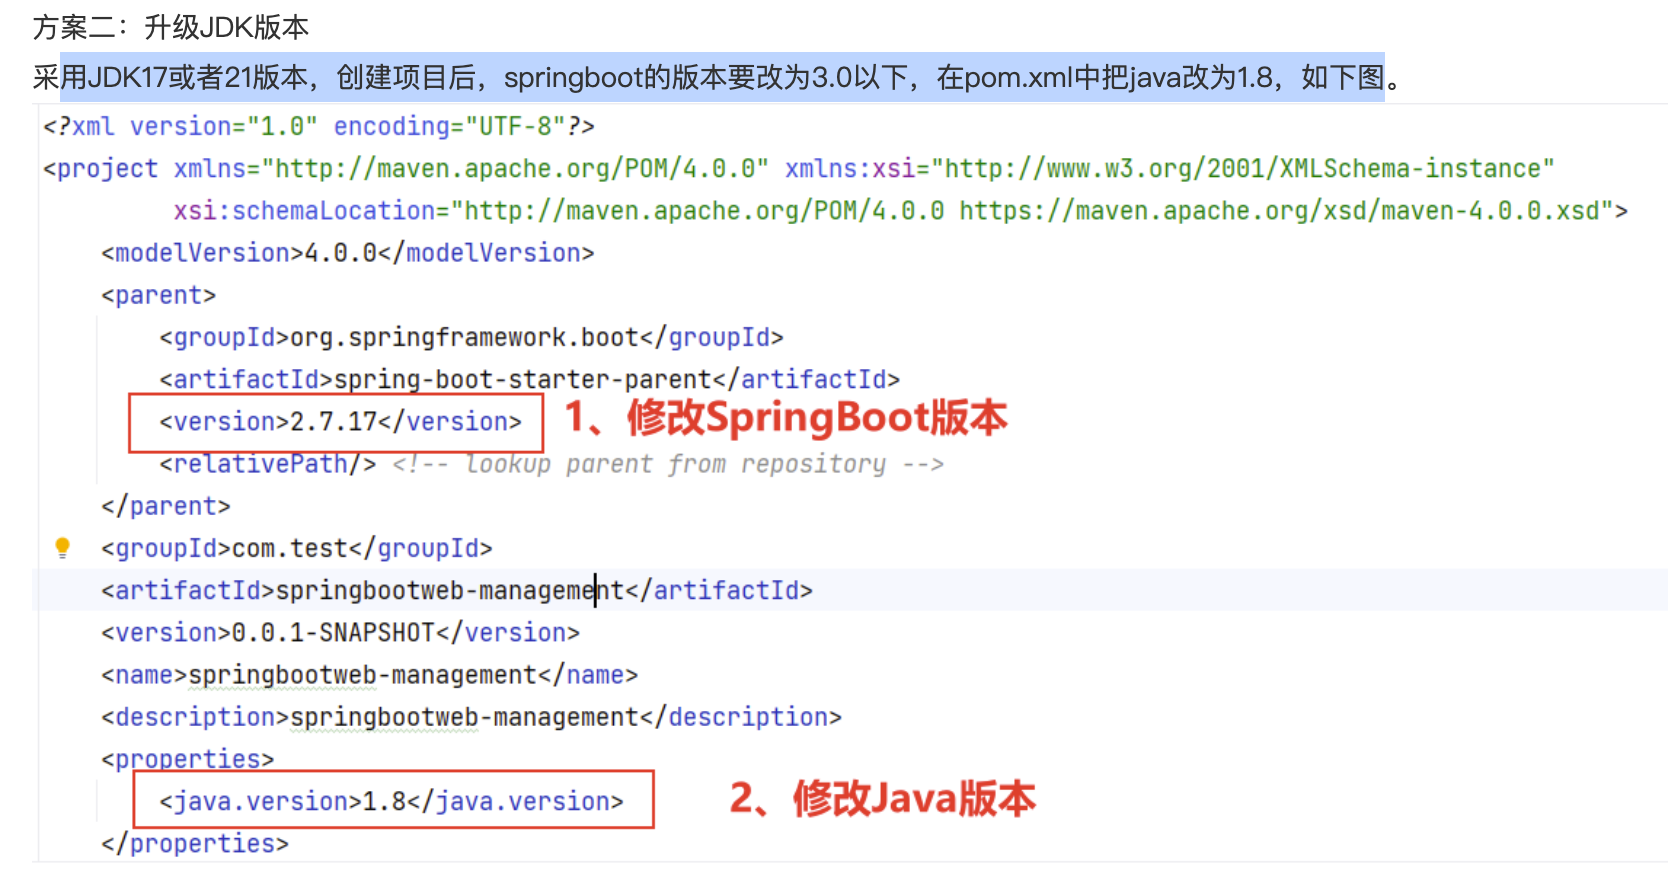 方案二：升级JDK版本
采用JDK17或者21版本，创建项目后，springboot的版本要改为3.0以下，在pom.xml中把java改为1.8，如下图。
<?xml version="1.0" encoding="UTF-8"?>
<project xmlns="http://maven.apache.org/POM/4.0.0" xmlns:xsi="http://www.w3.org/2001/XMLSchema-instance"
xsi:schemaLocation="http://maven.apache.org/POM/4.0.0 https://maven.apache.org/xsd/maven-4.0.0.xsd">
<modelVersion>4.0.0</modelVersion>
<parent>
<groupId>org.springframework.boot</groupId>
<artifactId>spring-boot-starter-parent</artifactId>
<version>2.7.17</version> 1、修改SpringBoot版本
<relativePath/> <!-- lookup parent from repository -->
</parent>
<groupId>com.test</groupId>
<artifactId>springbootweb-management</artifactId>
<version>0.0.1-SNAPSHOT</version>
<name>springbootweb-management</name>
<description>springbootweb-management</description>
<properties>
<java.version>1.8</java.version> 2、修改Java版本
</properties>